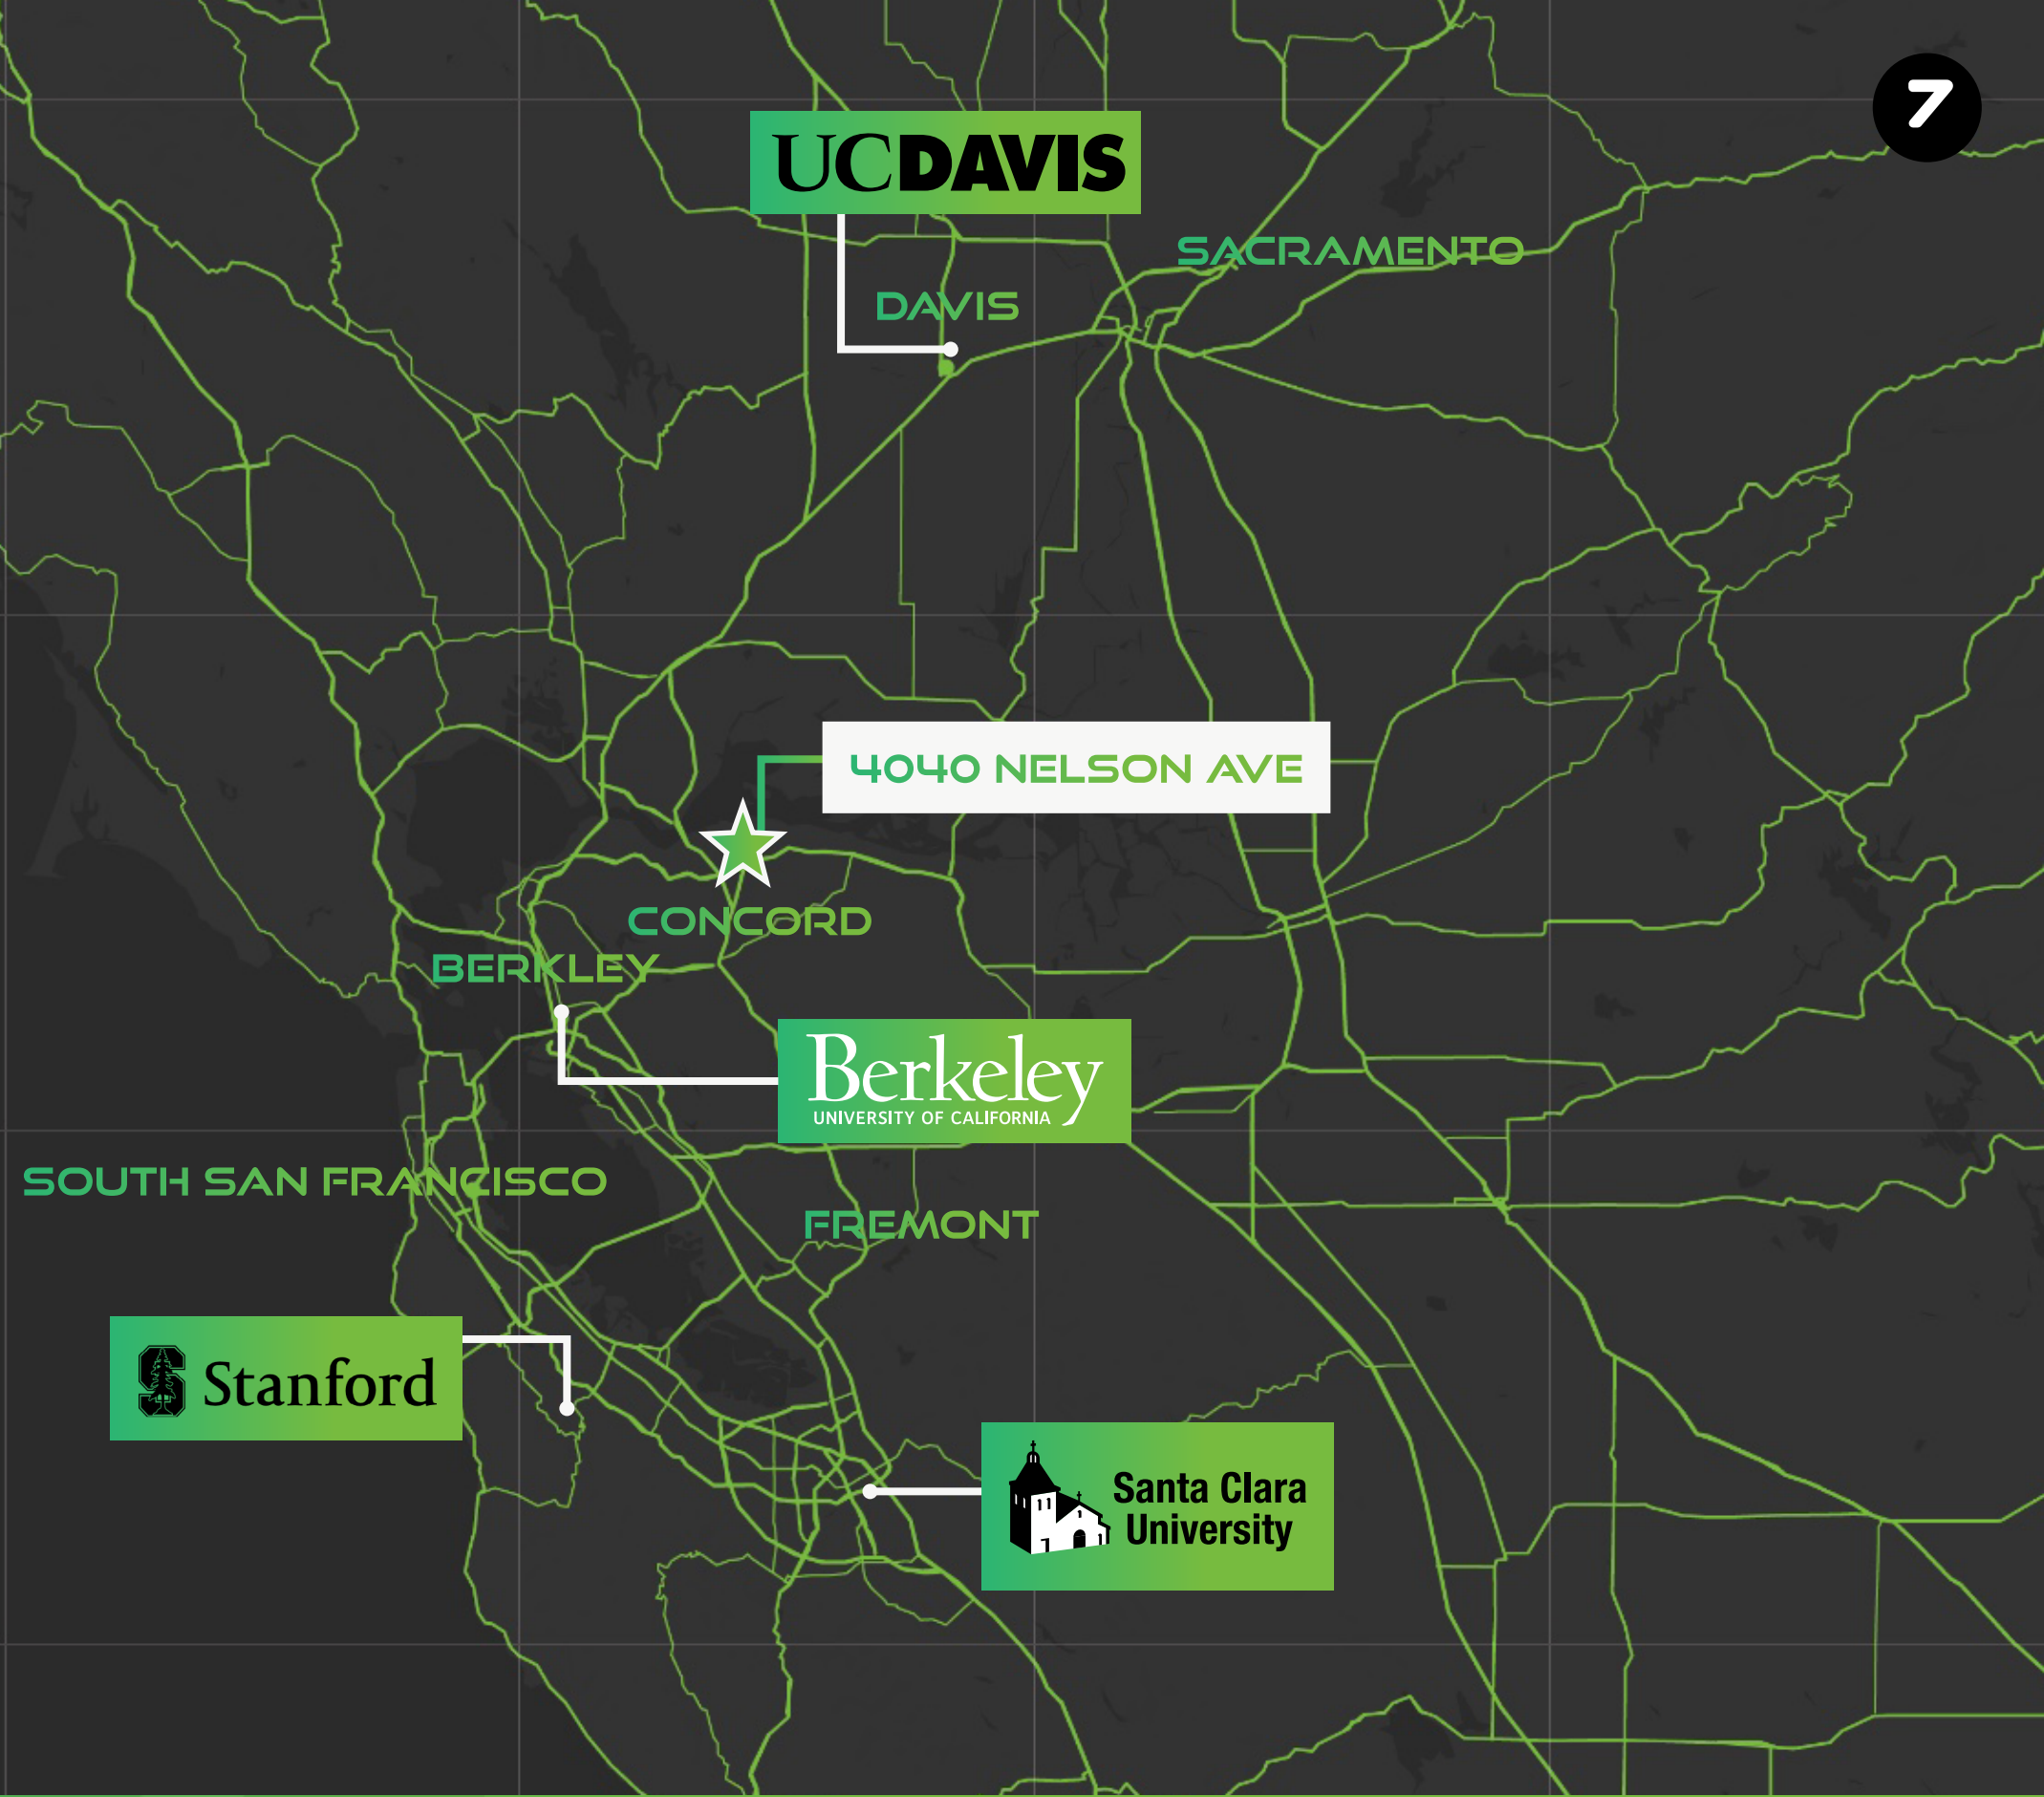 7
UCDAVIS
SACRAMENTO
DAVIS
4040 NELSON AVE
CONCORD
BERKLEY
Berkeley
UNIVERSITY OF CALIFORNIA
SOUTH SAN FRANCISCO
FREMONT
Stanford
Santa Clara
University